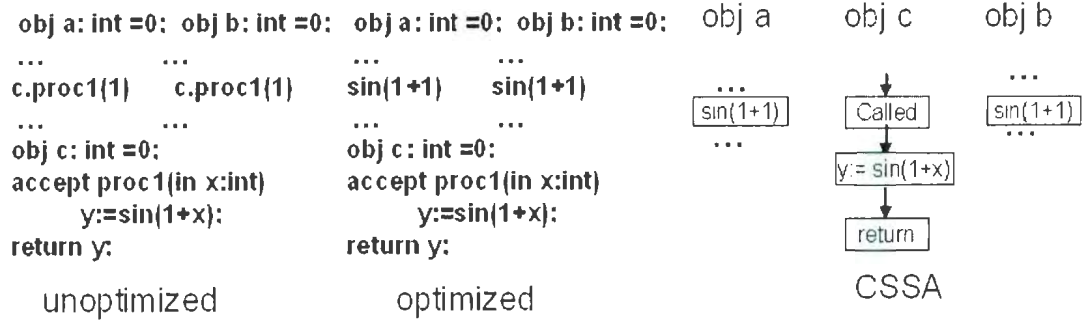 obj a: int =0; obj b: int =0;
... ...
c.proc1(1) c.proc1(1)
... ...
obj c: int =0;
accept proc1(in x:int)
y:=sin(1+x);
return y;
unoptimized
obj a: int =0; obj b: int =0;
... ...
sin(1+1) sin(1+1)
... ...
obj c: int =0;
accept proc1(in x:int)
y:=sin(1+x);
return y;
optimized
obj a obj c obj b
... ...
sin(1+1) Called sin(1+1)
... ...
y:= sin(1+x)
return
CSSA